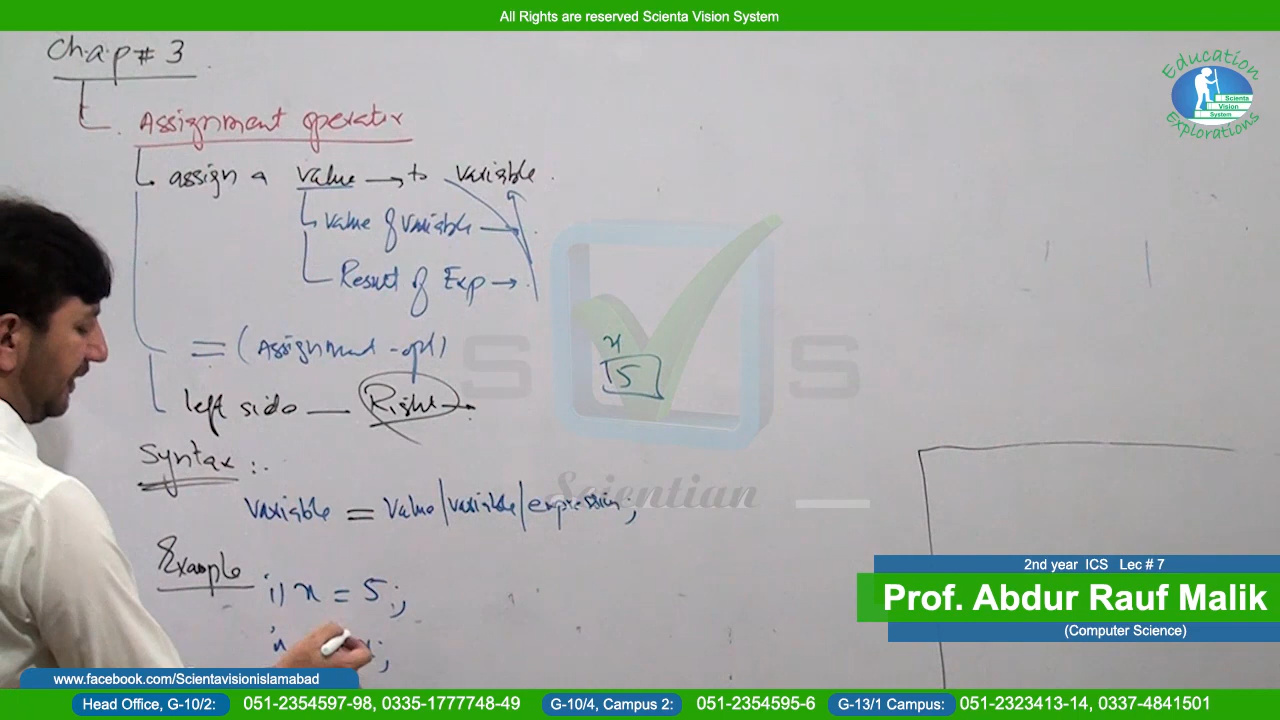 All Rights are reserved Scienta Vision System
Chap # 3
Education
Scienta
Vision
System
Explorations
Assignment operator
assign a value → to variable.
Value of variable →
Result of Exp →
= (Assignment - opt)
x
5
left side — Right →
S V S
Syntax :.
Scientian
variable = Value/variable/expression;
Example
i) x = 5;
2nd year ICS Lec # 7
Prof. Abdur Rauf Malik
(Computer Science)
www.facebook.com/Scientavisionislamabad
Head Office, G-10/2: 051-2354597-98, 0335-1777748-49 G-10/4, Campus 2: 051-2354595-6 G-13/1 Campus: 051-2323413-14, 0337-4841501